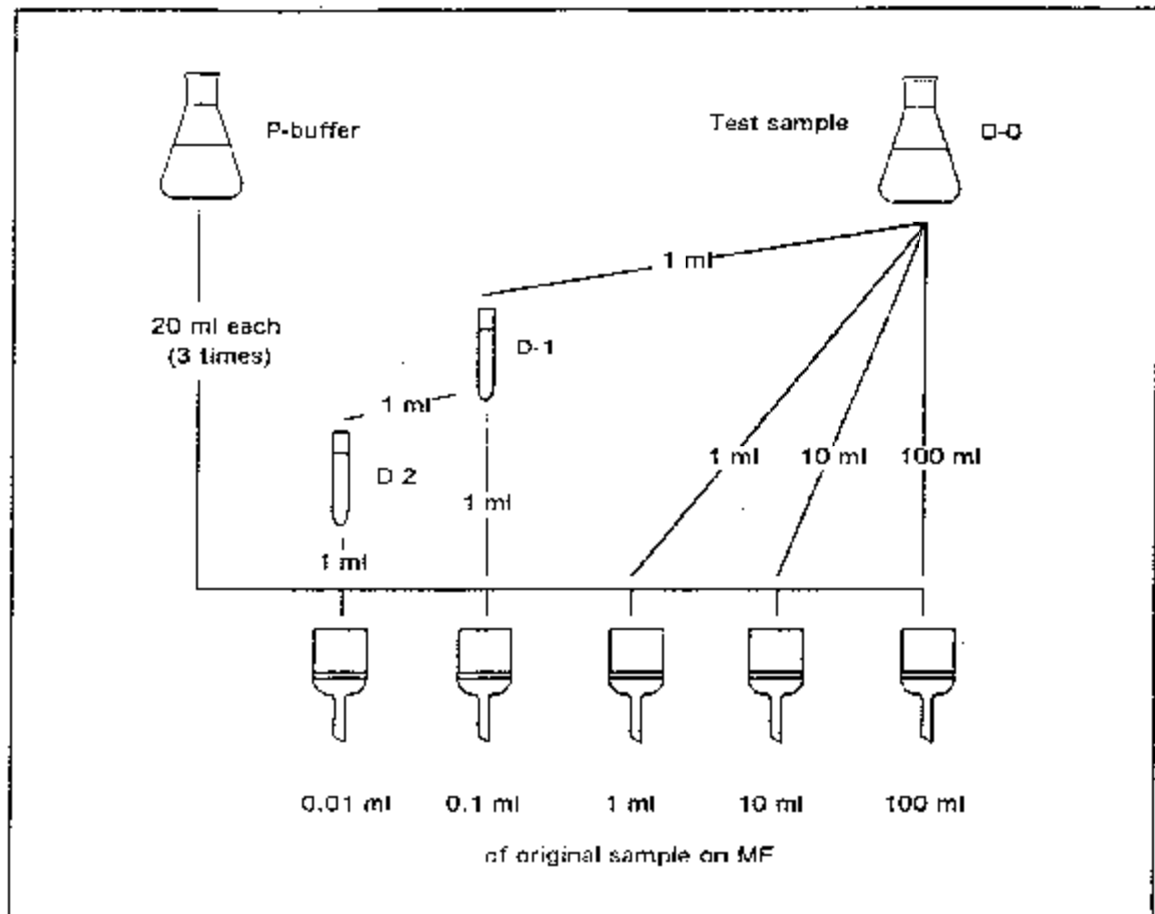 P-buffer
Test sample
D-0
1 ml
20 ml each
(3 times)
D-1
1 ml
D-2
1 ml
1 ml
10 ml
100 ml
1 ml
0.01 ml
0.1 ml
1 ml
10 ml
100 ml
of original sample on MF